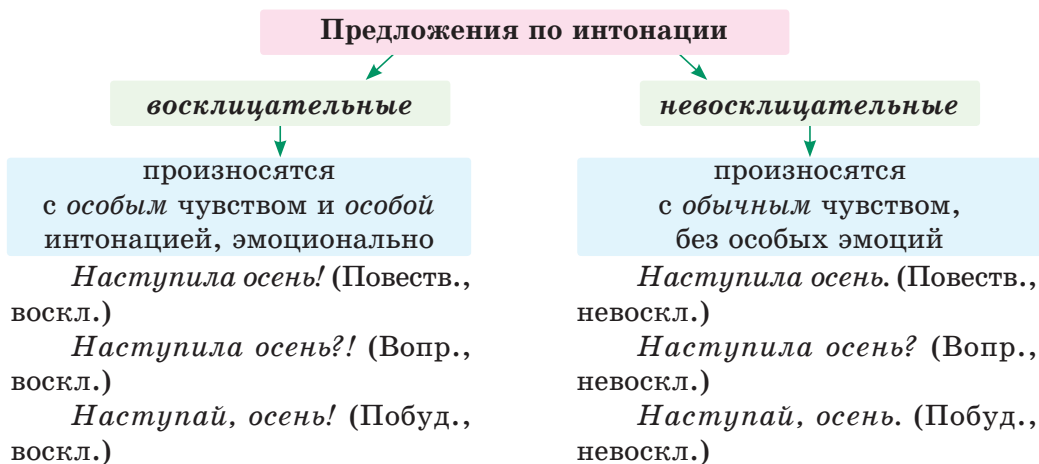 Предложения по интонации
восклицательные
произносятся
с особым чувством и особой
интонацией, эмоционально
Наступила осень! (Повеств.,
воскл.)
Наступила осень?! (Вопр.,
воскл.)
Наступай, осень! (Побуд.,
воскл.)
невосклицательные
произносятся
с обычным чувством,
без особых эмоций
Наступила осень. (Повеств.,
невоскл.)
Наступила осень? (Вопр.,
невоскл.)
Наступай, осень. (Побуд.,
невоскл.)